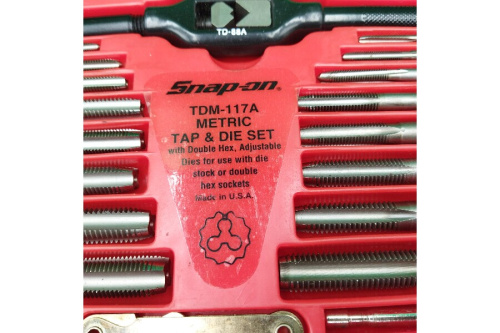 TD-88A
Snap-on
TDM-117A
METRIC
TAP & DIE SET
with Double Hex, Adjustable
Dies for use with die
stock or double
hex sockets
Made in U.S.A.